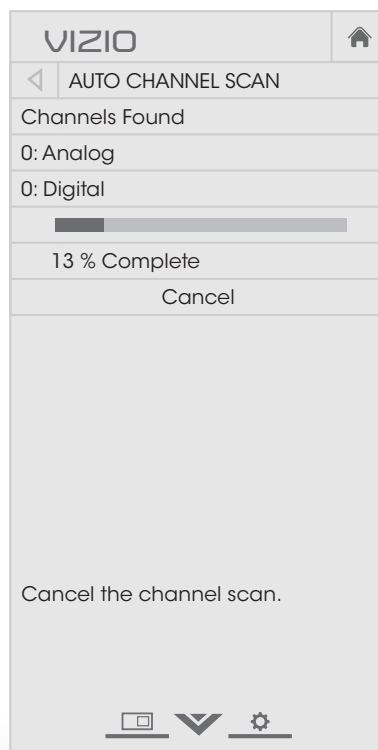 VIZIO
AUTO CHANNEL SCAN
Channels Found
0: Analog
0: Digital
13 % Complete
Cancel
Cancel the channel scan.